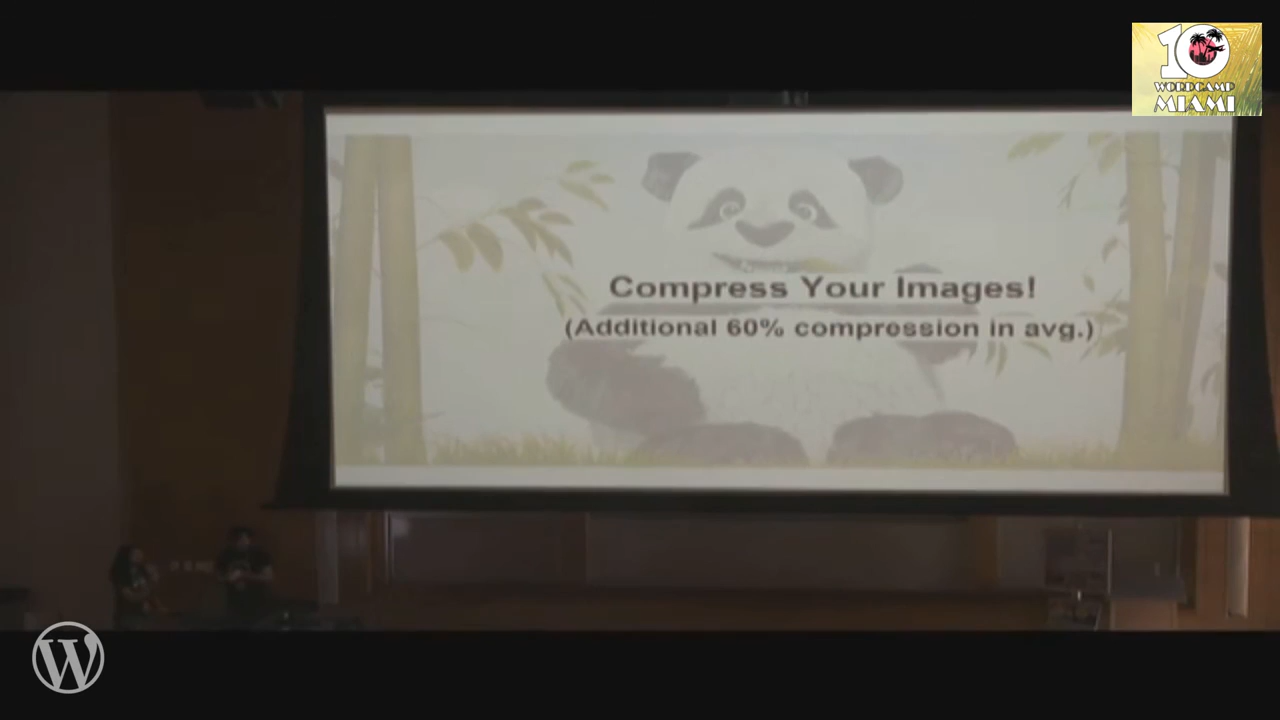 10
WORDCAMP
MIAMI
Compress Your Images!
(Additional 60% compression in avg.)
W